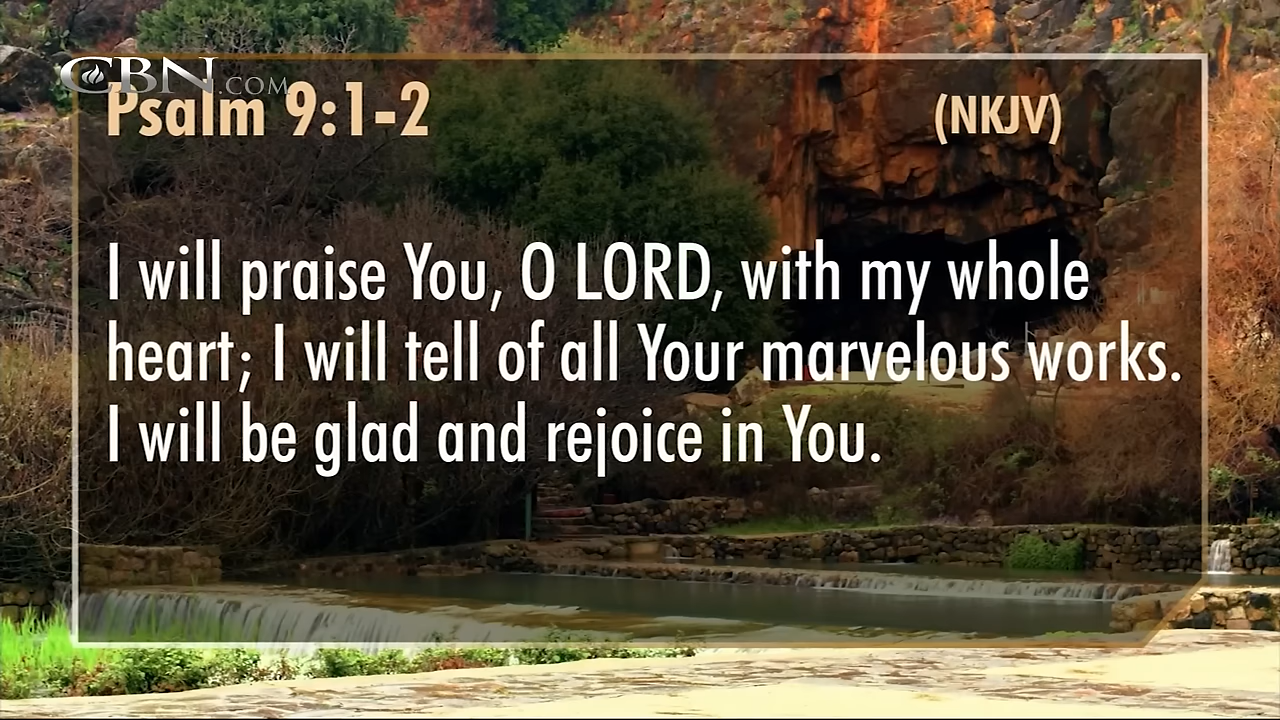 CBN.COM
Psalm 9:1-2 (NKJV)
I will praise You, O LORD, with my whole
heart; I will tell of all Your marvelous works.
I will be glad and rejoice in You.